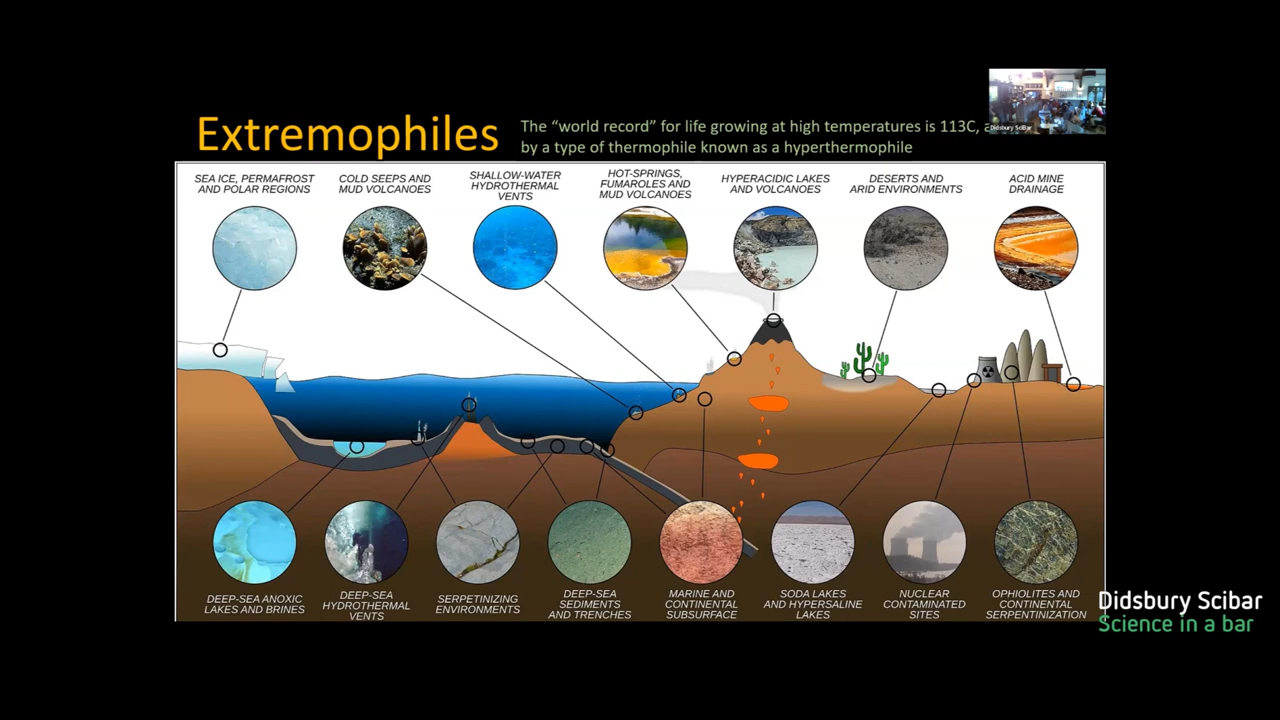 Extremophiles
The “world record” for life growing at high temperatures is 113C,
by a type of thermophile known as a hyperthermophile
Didsbury SciBar
SEA ICE, PERMAFROST
AND POLAR REGIONS
COLD SEEPS AND
MUD VOLCANOES
SHALLOW-WATER
HYDROTHERMAL
VENTS
HOT-SPRINGS,
FUMAROLES AND
MUD VOLCANOES
HYPERACIDIC LAKES
AND VOLCANOES
DESERTS AND
ARID ENVIRONMENTS
ACID MINE
DRAINAGE
DEEP-SEA ANOXIC
LAKES AND BRINES
DEEP-SEA
HYDROTHERMAL
VENTS
SERPETINIZING
ENVIRONMENTS
DEEP-SEA
SEDIMENTS
AND TRENCHES
MARINE AND
CONTINENTAL
SUBSURFACE
SODA LAKES
AND HYPERSALINE
LAKES
NUCLEAR
CONTAMINATED
SITES
OPHIOLITES AND
CONTINENTAL
SERPENTINIZATION
Didsbury Scibar
Science in a bar